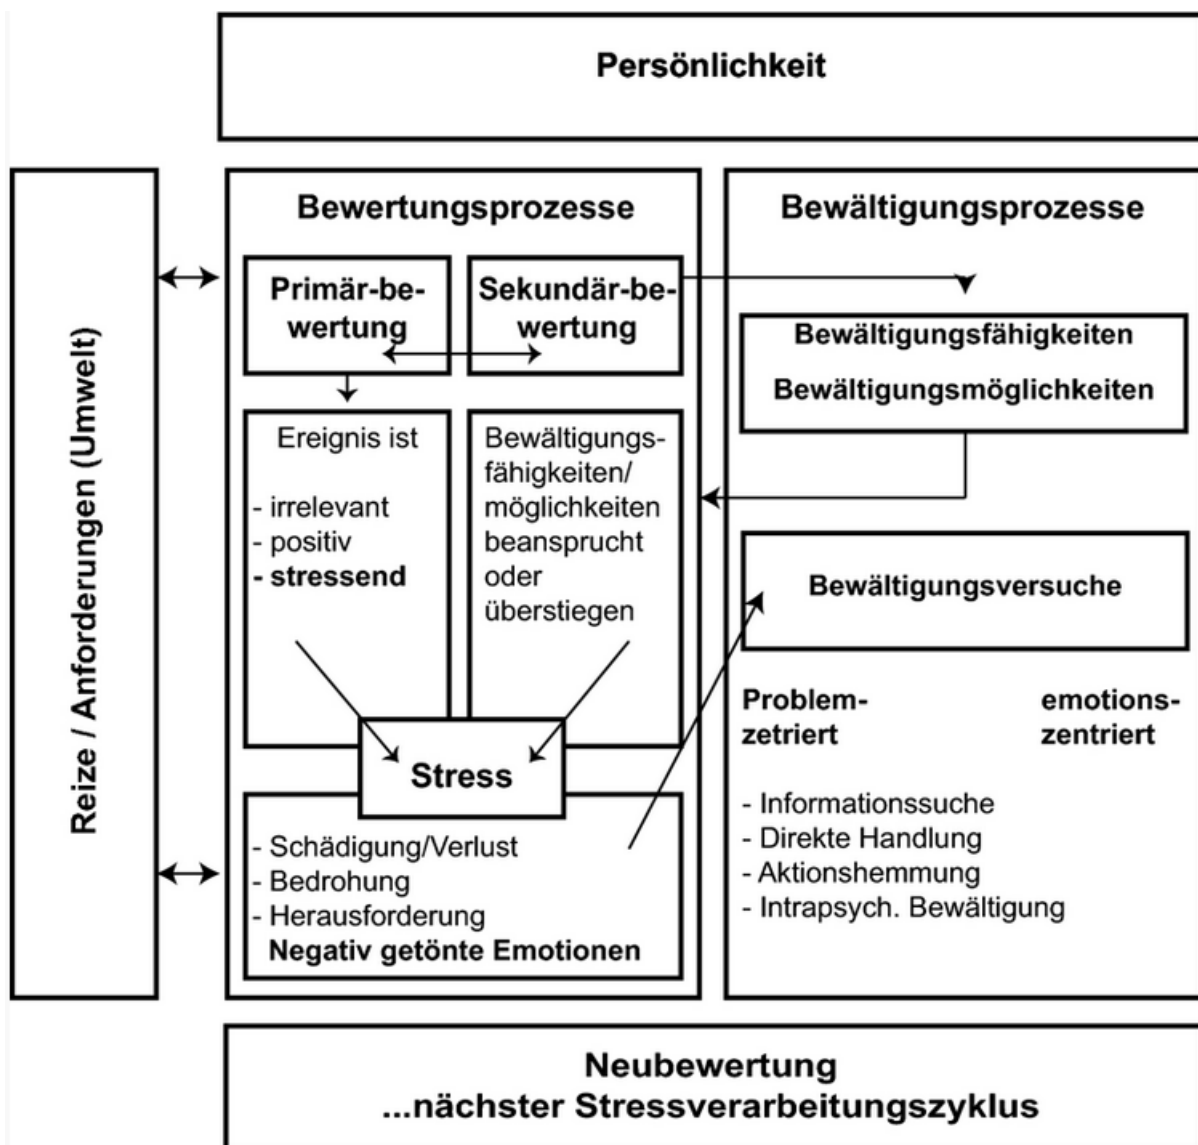 Persönlichkeit
Reize / Anforderungen (Umwelt)
Bewertungsprozesse
Primär-be-
wertung
Sekundär-be-
wertung
Ereignis ist
- irrelevant
- positiv
- stressend
Bewältigungs-
fähigkeiten/
möglichkeiten
beansprucht
oder
überstiegen
Stress
- Schädigung/Verlust
- Bedrohung
- Herausforderung
Negativ getönte Emotionen
Bewältigungsprozesse
Bewältigungsfähigkeiten
Bewältigungsmöglichkeiten
Bewältigungsversuche
Problem-
zetriert
emotions-
zentriert
- Informationssuche
- Direkte Handlung
- Aktionshemmung
- Intrapsych. Bewältigung
Neubewertung
...nächster Stressverarbeitungszyklus